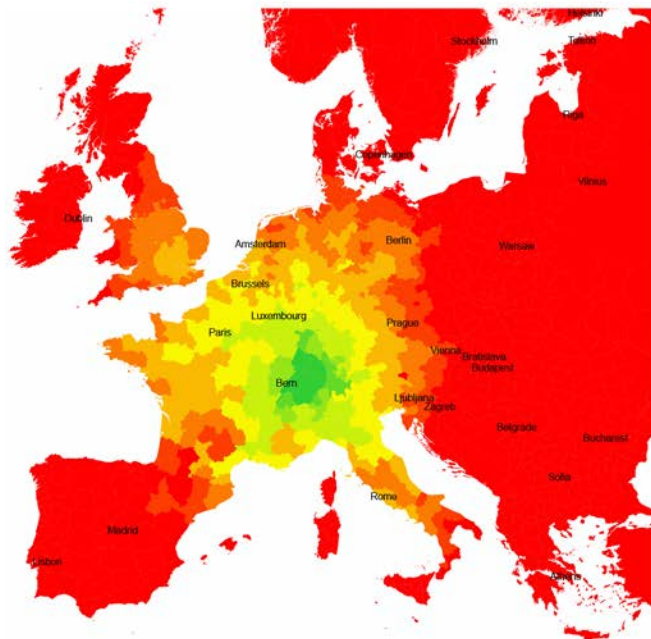 Helsinki
Stockholm
Tallinn
Riga
Copenhagen
Vilnius
Dublin
Amsterdam
Berlin
Warsaw
Brussels
Luxembourg
Paris
Prague
Vienna
Bratislava
Budapest
Bern
Ljubljana
Zagreb
Belgrade
Bucharest
Sofia
Rome
Madrid
Lisbon
Athens